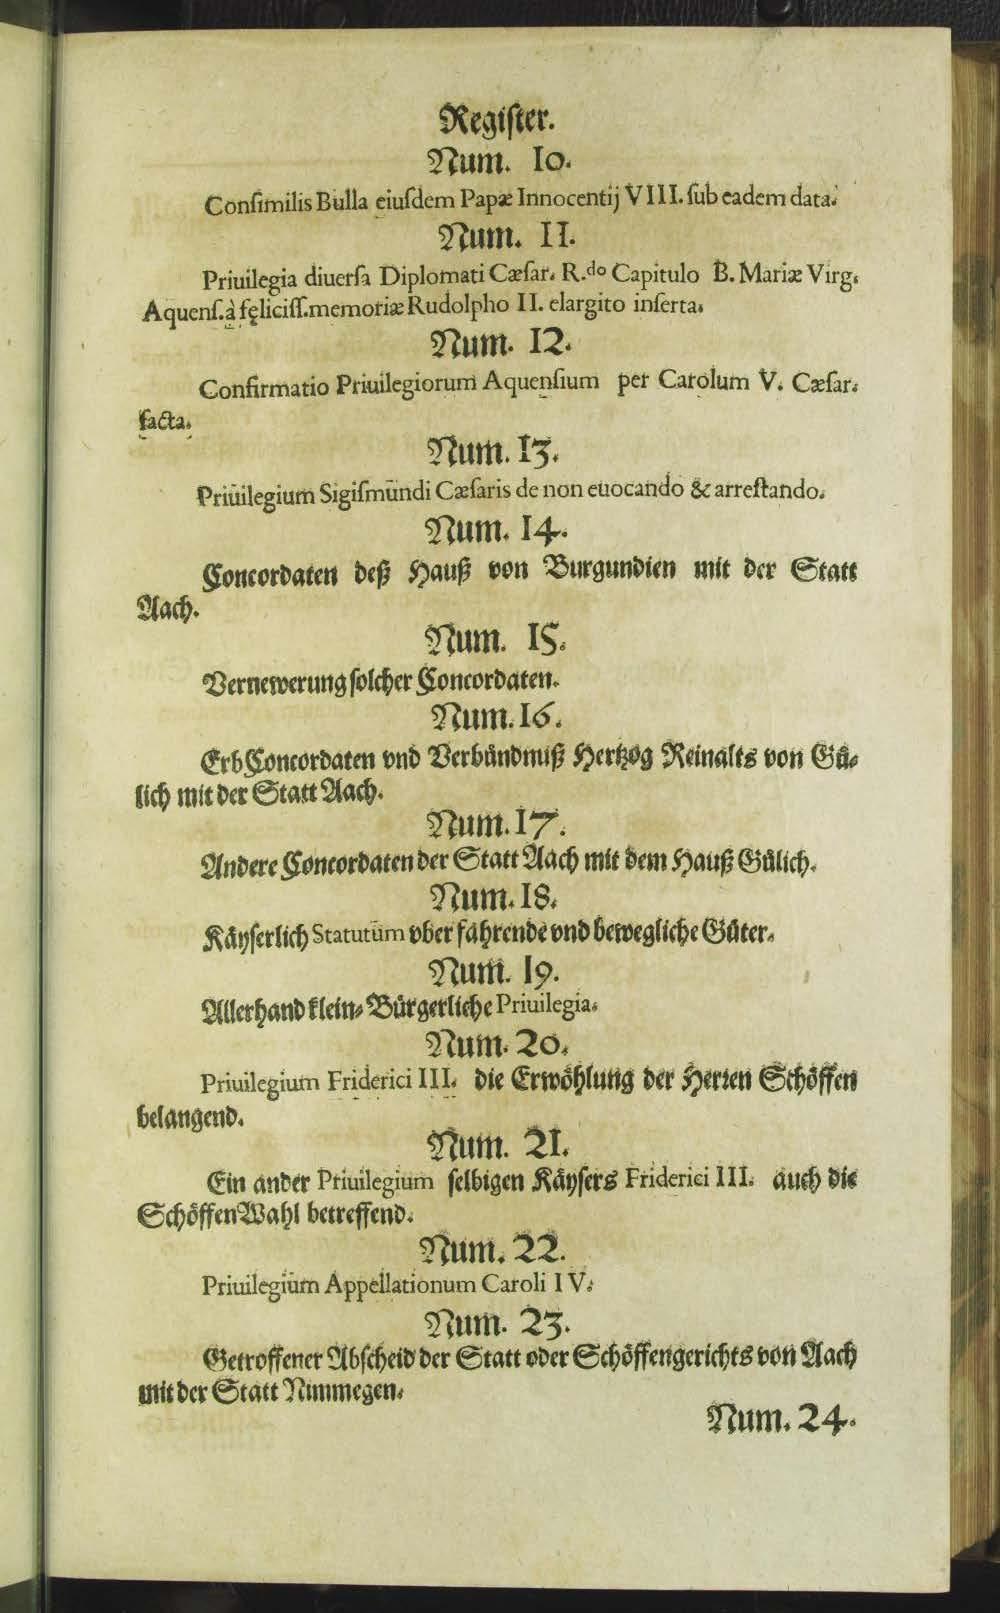 Regiſter.
Num. 10.
Conſimilis Bulla eiuſdem Papæ Innocentij VIII. ſub eadem data.
Num. 11.
Priuilegia diuerſa Diplomati Cæſar. R.do Capitulo B. Mariæ Virg.
Aquenſ. à fęliciſſ. memoriæ Rudolpho II. elargito inſerta.
Num. 12.
Confirmatio Priuilegiorum Aquenſium per Carolum V. Cæſar.
facta.
Num. 13.
Priuilegium Sigiſmundi Cæſaris de non euocando & arreſtando.
Num. 14.
Concordaten deß Hauß von Burgundien mit der Statt
Aach.
Num. 15.
Vernewerung ſolcher Concordaten.
Num. 16.
ErbConcordaten vnd Verbündnuß Hertzog Reinalts von Gü⸗
lich mit der Statt Aach.
Num. 17.
Andere Concordaten der Statt Aach mit dem Hauß Gülich.
Num. 18.
Käyſerlich Statutum vber fahrende vnd bewegliche Güter.
Num. 19.
Allerhand klein⸗Bürgerliche Priuilegia.
Num. 20.
Priuilegium Friderici III. die Erwöhlung der Herꝛen Schöffen
belangend.
Num. 21.
Ein ander Priuilegium ſelbigen Käyſers Friderici III. auch die
SchöffenWahl betreffend.
Num. 22.
Priuilegium Appellationum Caroli IV.
Num. 23.
Getroffener Abſcheid der Statt oder Schöffengerichts von Aach
mit der Statt Nimmegen.
Num. 24.